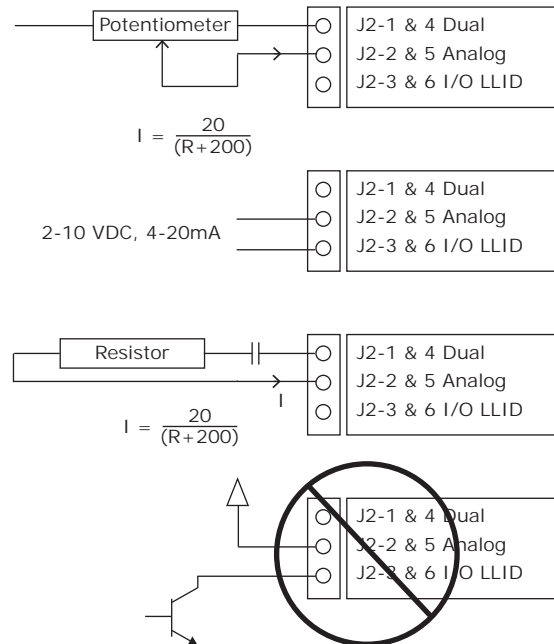 Potentiometer
J2-1 & 4 Dual
J2-2 & 5 Analog
J2-3 & 6 I/O LLID
I = 20
(R+200)
J2-1 & 4 Dual
J2-2 & 5 Analog
J2-3 & 6 I/O LLID
2-10 VDC, 4-20mA
Resistor
J2-1 & 4 Dual
J2-2 & 5 Analog
J2-3 & 6 I/O LLID
I
I = 20
(R+200)
J2-1 & 4 Dual
J2-2 & 5 Analog
J2-3 & 6 I/O LLID